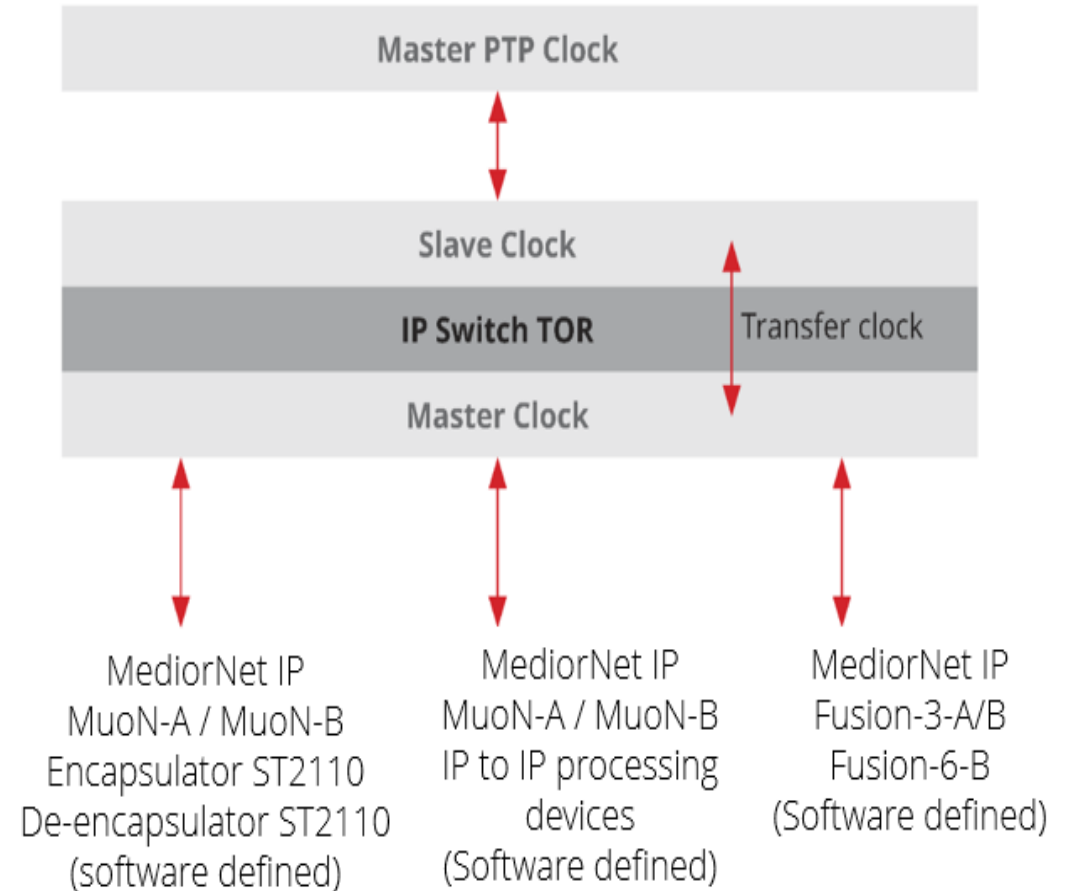 Master PTP Clock
Slave Clock
IP Switch TOR
Transfer clock
Master Clock
MediorNet IP
MuoN-A / MuoN-B
Encapsulator ST2110
De-encapsulator ST2110
(software defined)
MediorNet IP
MuoN-A / MuoN-B
IP to IP processing
devices
(Software defined)
MediorNet IP
Fusion-3-A/B
Fusion-6-B
(Software defined)